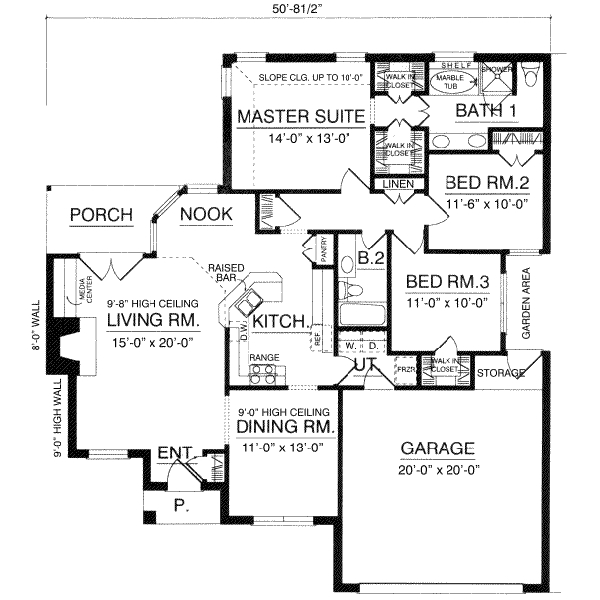 50'-81/2"
SLOPE CLG. UP TO 10'-0"
MASTER SUITE
14'-0" × 13'-0"
WALK IN
CLOSET
SHELF
MARBLE
TUB
SHOWER
BATH 1
WALK IN
CLOSET
LINEN
BED RM.2
11'-6" × 10'-0"
PORCH
NOOK
PANTRY
B.2
RAISED
BAR
MEDIA
CENTER
9'-8" HIGH CEILING
LIVING RM.
15'-0" × 20'-0"
KITCH.
D.W.
REF.
RANGE
BED RM.3
11'-0" × 10'-0"
GARDEN AREA
8'-0" WALL
9'-0" HIGH WALL
W.
D.
UT.
FRZR
WALK IN
CLOSET
STORAGE
9'-0" HIGH CEILING
DINING RM.
11'-0" × 13'-0"
ENT.
P.
GARAGE
20'-0" × 20'-0"